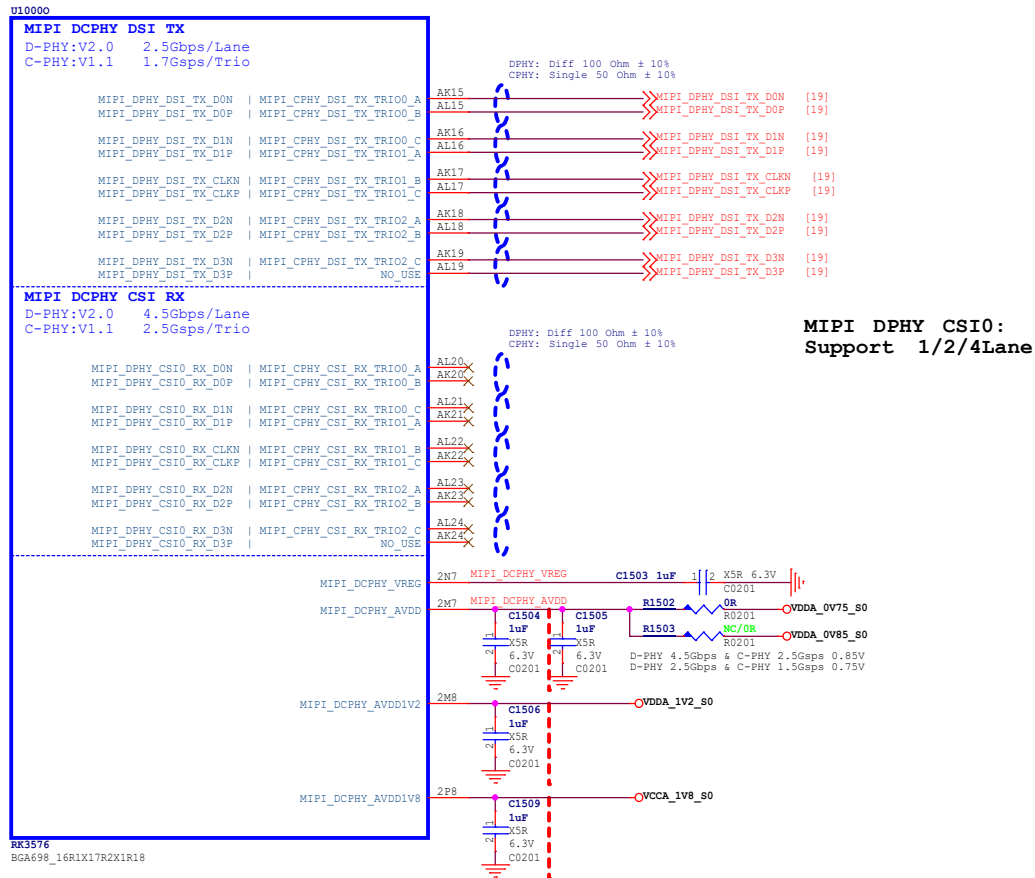 U1000O
MIPI DCPHY DSI TX
D-PHY:V2.0 2.5Gbps/Lane
C-PHY:V1.1 1.7Gsps/Trio
DPHY: Diff 100 Ohm ± 10%
CPHY: Single 50 Ohm ± 10%
MIPI_DPHY_DSI_TX_D0N | MIPI_CPHY_DSI_TX_TRIO0_A AK15 MIPI_DPHY_DSI_TX_D0N [19]
MIPI_DPHY_DSI_TX_D0P | MIPI_CPHY_DSI_TX_TRIO0_B AL15 MIPI_DPHY_DSI_TX_D0P [19]
MIPI_DPHY_DSI_TX_D1N | MIPI_CPHY_DSI_TX_TRIO0_C AK16 MIPI_DPHY_DSI_TX_D1N [19]
MIPI_DPHY_DSI_TX_D1P | MIPI_CPHY_DSI_TX_TRIO1_A AL16 MIPI_DPHY_DSI_TX_D1P [19]
MIPI_DPHY_DSI_TX_CLKN | MIPI_CPHY_DSI_TX_TRIO1_B AK17 MIPI_DPHY_DSI_TX_CLKN [19]
MIPI_DPHY_DSI_TX_CLKP | MIPI_CPHY_DSI_TX_TRIO1_C AL17 MIPI_DPHY_DSI_TX_CLKP [19]
MIPI_DPHY_DSI_TX_D2N | MIPI_CPHY_DSI_TX_TRIO2_A AK18 MIPI_DPHY_DSI_TX_D2N [19]
MIPI_DPHY_DSI_TX_D2P | MIPI_CPHY_DSI_TX_TRIO2_B AL18 MIPI_DPHY_DSI_TX_D2P [19]
MIPI_DPHY_DSI_TX_D3N | MIPI_CPHY_DSI_TX_TRIO2_C AK19 MIPI_DPHY_DSI_TX_D3N [19]
MIPI_DPHY_DSI_TX_D3P | NO_USE AL19 MIPI_DPHY_DSI_TX_D3P [19]
MIPI DCPHY CSI RX
D-PHY:V2.0 4.5Gbps/Lane
C-PHY:V1.1 2.5Gsps/Trio
DPHY: Diff 100 Ohm ± 10%
CPHY: Single 50 Ohm ± 10%
MIPI DPHY CSI0:
Support 1/2/4Lane
MIPI_DPHY_CSI0_RX_D0N | MIPI_CPHY_CSI_RX_TRIO0_A AL20
MIPI_DPHY_CSI0_RX_D0P | MIPI_CPHY_CSI_RX_TRIO0_B AK20
MIPI_DPHY_CSI0_RX_D1N | MIPI_CPHY_CSI_RX_TRIO0_C AL21
MIPI_DPHY_CSI0_RX_D1P | MIPI_CPHY_CSI_RX_TRIO1_A AK21
MIPI_DPHY_CSI0_RX_CLKN | MIPI_CPHY_CSI_RX_TRIO1_B AL22
MIPI_DPHY_CSI0_RX_CLKP | MIPI_CPHY_CSI_RX_TRIO1_C AK22
MIPI_DPHY_CSI0_RX_D2N | MIPI_CPHY_CSI_RX_TRIO2_A AL23
MIPI_DPHY_CSI0_RX_D2P | MIPI_CPHY_CSI_RX_TRIO2_B AK23
MIPI_DPHY_CSI0_RX_D3N | MIPI_CPHY_CSI_RX_TRIO2_C AL24
MIPI_DPHY_CSI0_RX_D3P | NO_USE AK24
MIPI_DCPHY_VREG 2N7 MIPI_DCPHY_VREG C1503 1uF 1 2 X5R 6.3V
C0201
MIPI_DCPHY_AVDD 2M7 MIPI_DCPHY_AVDD R1502 0R VDDA_0V75_S0
R0201
C1504 C1505
1uF 1uF
1 1
X5R X5R
2 2
6.3V 6.3V
C0201 C0201
R1503 NC/0R VDDA_0V85_S0
R0201
D-PHY 4.5Gbps & C-PHY 2.5Gsps 0.85V
D-PHY 2.5Gbps & C-PHY 1.5Gsps 0.75V
MIPI_DCPHY_AVDD1V2 2M8 VDDA_1V2_S0
C1506
1uF
1
X5R
2
6.3V
C0201
MIPI_DCPHY_AVDD1V8 2P8 VCCA_1V8_S0
C1509
1uF
1
X5R
2
6.3V
C0201
RK3576
BGA698_16R1X17R2X1R18